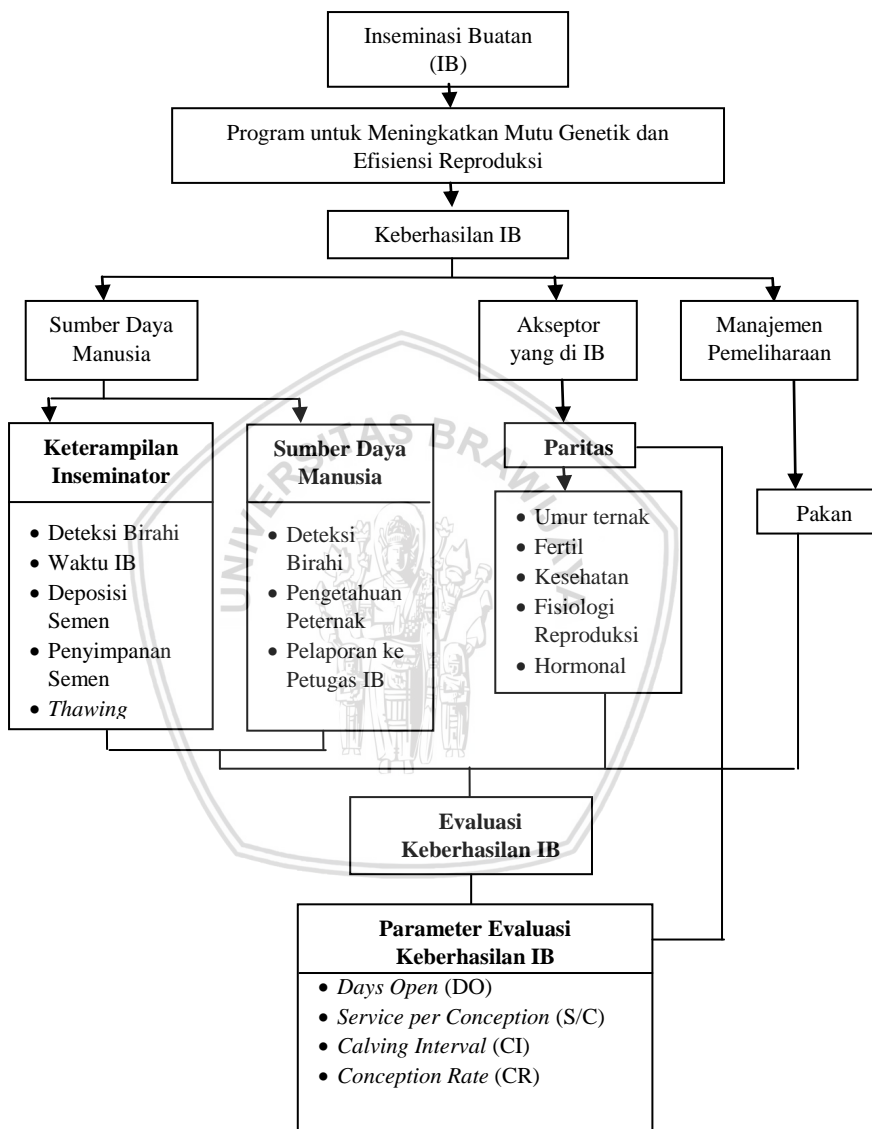 Inseminasi Buatan
(IB)
Program untuk Meningkatkan Mutu Genetik dan
Efisiensi Reproduksi
Keberhasilan IB
Sumber Daya
Manusia
Akseptor
yang di IB
Manajemen
Pemeliharaan
Keterampilan
Inseminator
• Deteksi Birahi
• Waktu IB
• Deposisi
Semen
• Penyimpanan
Semen
• Thawing
Sumber Daya
Manusia
• Deteksi
Birahi
• Pengetahuan
Peternak
• Pelaporan ke
Petugas IB
Paritas
• Umur ternak
• Fertil
• Kesehatan
• Fisiologi
Reproduksi
• Hormonal
Pakan
UNIVERSITAS BRAWIJAYA
Evaluasi
Keberhasilan IB
Parameter Evaluasi
Keberhasilan IB
• Days Open (DO)
• Service per Conception (S/C)
• Calving Interval (CI)
• Conception Rate (CR)